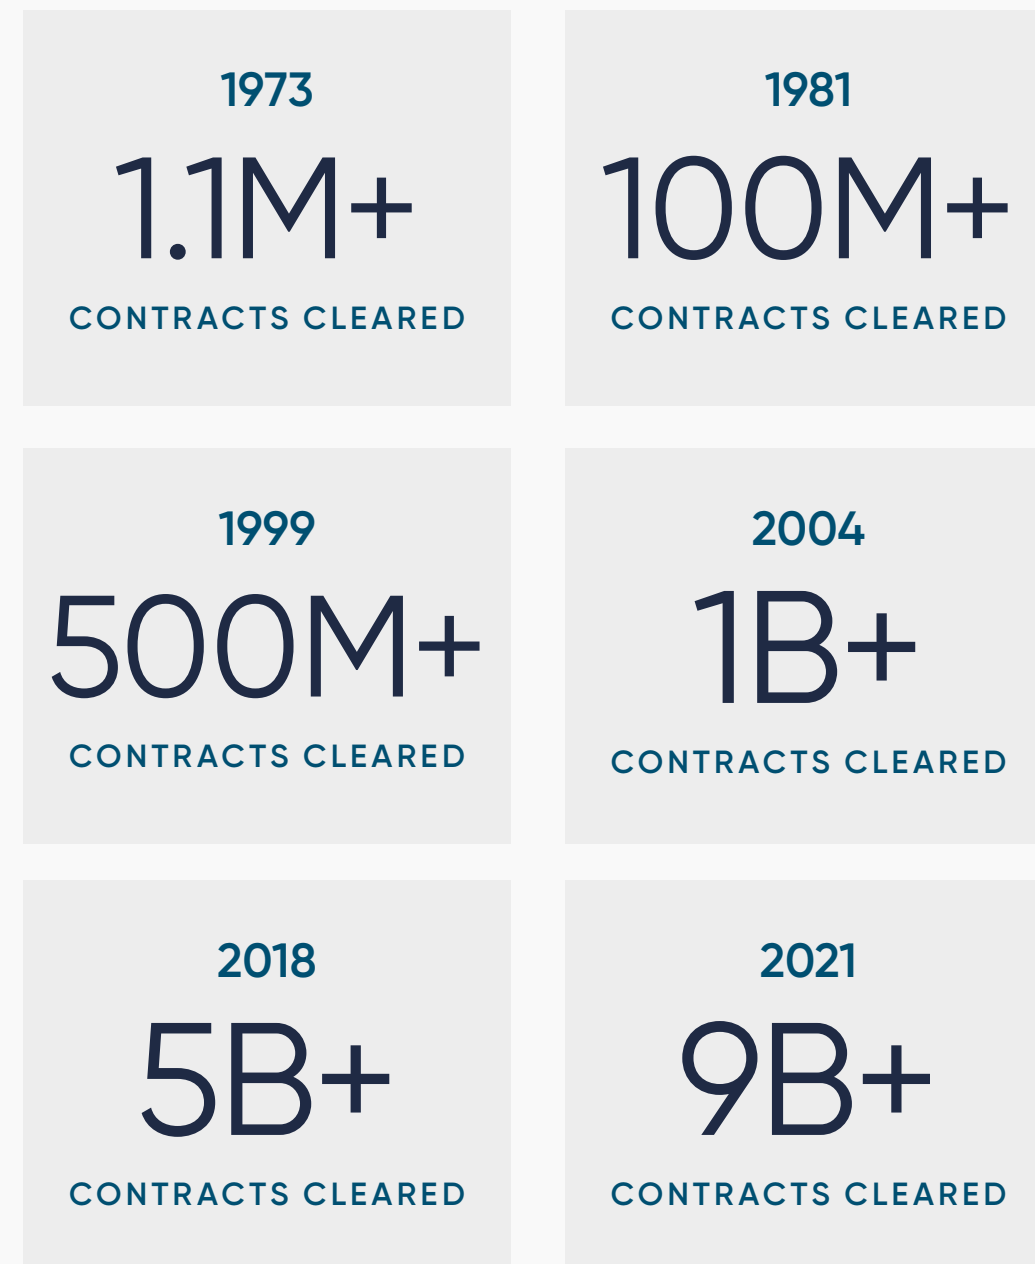 1973
1.1M+
CONTRACTS CLEARED
1981
100M+
CONTRACTS CLEARED
1999
500M+
CONTRACTS CLEARED
2004
1B+
CONTRACTS CLEARED
2018
5B+
CONTRACTS CLEARED
2021
9B+
CONTRACTS CLEARED